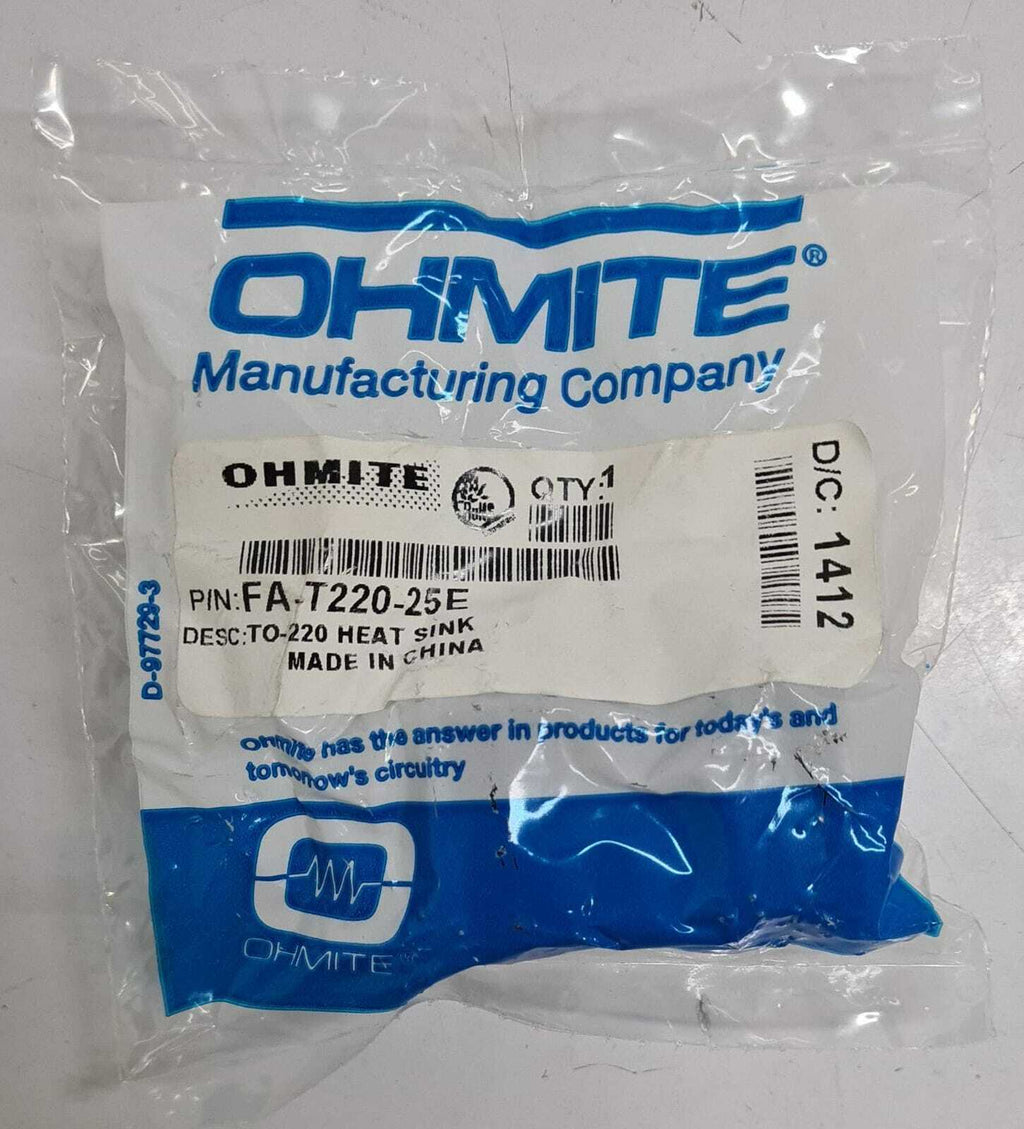 OHMITE®
Manufacturing Company
OHMITE
RoHS
QTY:1
D/C: 1412
P/N:FA-T220-25E
DESC:TO-220 HEAT SINK
MADE IN CHINA
D-97729-3
Ohmite has the answer in products for today's and
tomorrow's circuitry
OHMITE